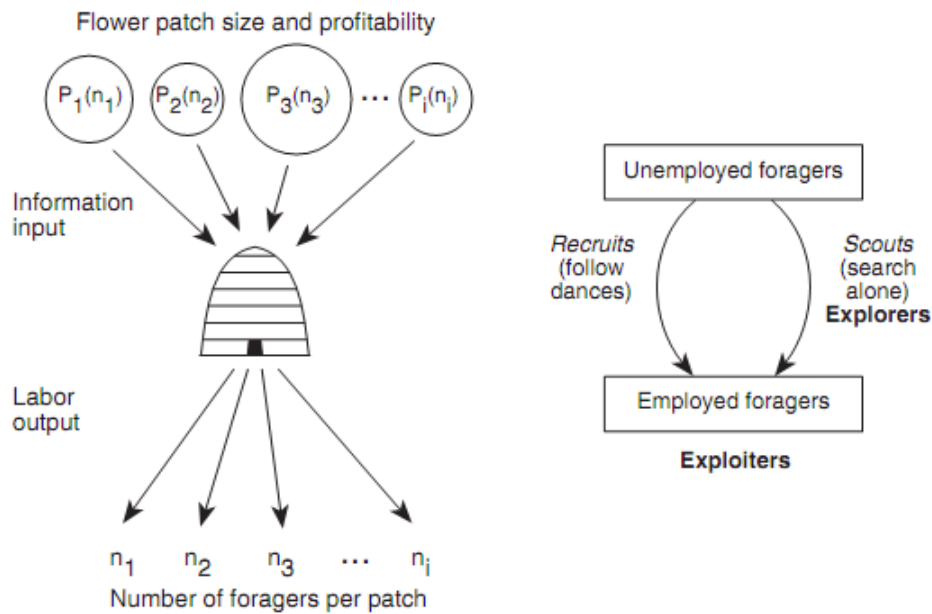 Flower patch size and profitability
P1(n1) P2(n2) P3(n3) ... Pi(ni)
Information
input
Labor
output
n1 n2 n3 ... ni
Number of foragers per patch
Unemployed foragers
Recruits
(follow
dances)
Scouts
(search
alone)
Explorers
Employed foragers
Exploiters